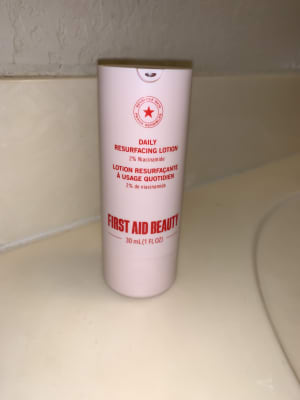 DAILY
RESURFACING LOTION
2% Niacinamide
LOTION RESURFAÇANTE
À USAGE QUOTIDIEN
2% de niacinamide
FIRST AID BEAUTY
30 mL(1 FL OZ)